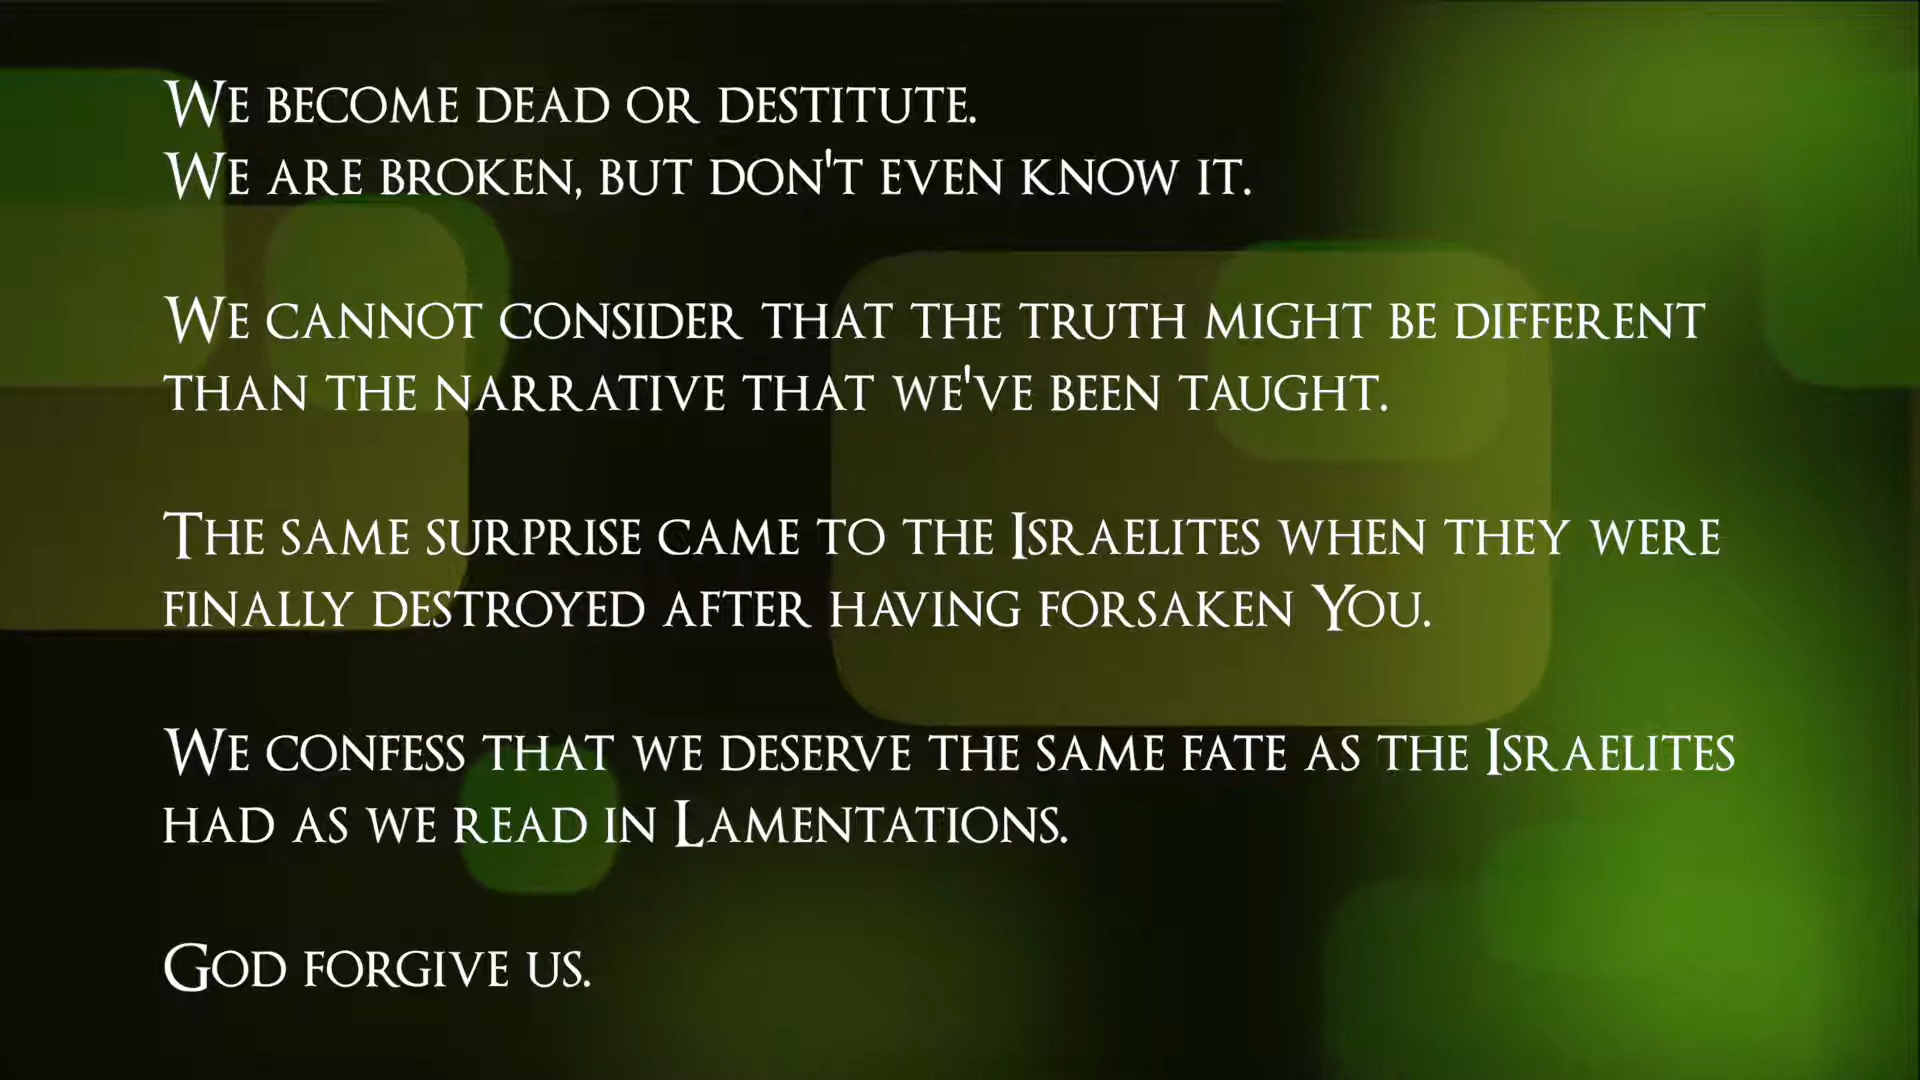 We become dead or destitute.
We are broken, but don't even know it.
We cannot consider that the truth might be different
than the narrative that we've been taught.
The same surprise came to the Israelites when they were
finally destroyed after having forsaken You.
We confess that we deserve the same fate as the Israelites
had as we read in Lamentations.
God forgive us.